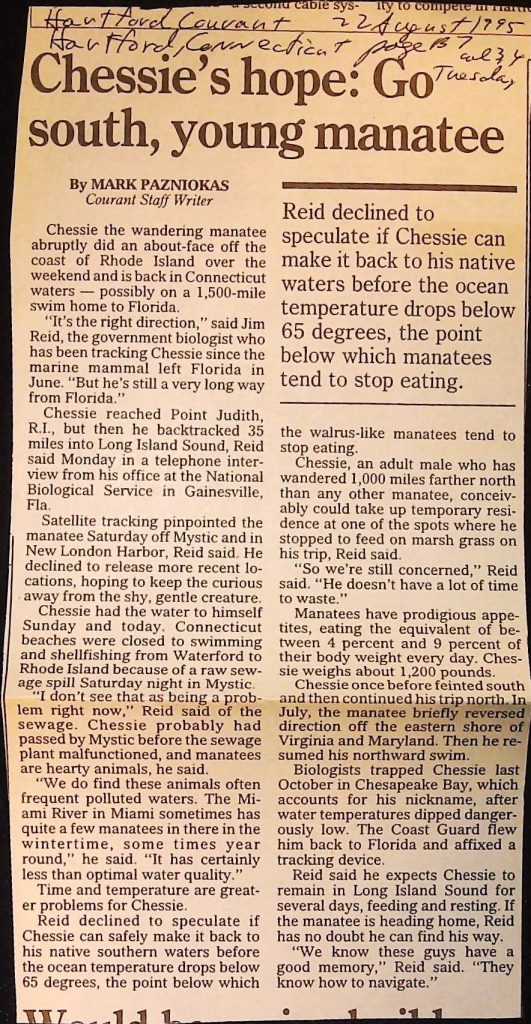 second cable sys- ity to compete in Hart
Hartford Courant 22 August 1995
Hartford, Connecticut page B7
col 3,4
Tuesday
Chessie's hope: Go
south, young manatee
By MARK PAZNIOKAS
Courant Staff Writer
Chessie the wandering manatee
abruptly did an about-face off the
coast of Rhode Island over the
weekend and is back in Connecticut
waters — possibly on a 1,500-mile
swim home to Florida.
"It's the right direction," said Jim
Reid, the government biologist who
has been tracking Chessie since the
marine mammal left Florida in
June. "But he's still a very long way
from Florida."
Chessie reached Point Judith,
R.I., but then he backtracked 35
miles into Long Island Sound, Reid
said Monday in a telephone inter-
view from his office at the National
Biological Service in Gainesville,
Fla.
Satellite tracking pinpointed the
manatee Saturday off Mystic and in
New London Harbor, Reid said. He
declined to release more recent lo-
cations, hoping to keep the curious
away from the shy, gentle creature.
Chessie had the water to himself
Sunday and today. Connecticut
beaches were closed to swimming
and shellfishing from Waterford to
Rhode Island because of a raw sew-
age spill Saturday night in Mystic.
"I don't see that as being a prob-
lem right now," Reid said of the
sewage. Chessie probably had
passed by Mystic before the sewage
plant malfunctioned, and manatees
are hearty animals, he said.
"We do find these animals often
frequent polluted waters. The Mi-
ami River in Miami sometimes has
quite a few manatees in there in the
wintertime, some times year
round," he said. "It has certainly
less than optimal water quality."
Time and temperature are great-
er problems for Chessie.
Reid declined to speculate if
Chessie can safely make it back to
his native southern waters before
the ocean temperature drops below
65 degrees, the point below which
Reid declined to
speculate if Chessie can
make it back to his native
waters before the ocean
temperature drops below
65 degrees, the point
below which manatees
tend to stop eating.
the walrus-like manatees tend to
stop eating.
Chessie, an adult male who has
wandered 1,000 miles farther north
than any other manatee, conceiv-
ably could take up temporary resi-
dence at one of the spots where he
stopped to feed on marsh grass on
his trip, Reid said.
"So we're still concerned," Reid
said. "He doesn't have a lot of time
to waste."
Manatees have prodigious appe-
tites, eating the equivalent of be-
tween 4 percent and 9 percent of
their body weight every day. Ches-
sie weighs about 1,200 pounds.
Chessie once before feinted south
and then continued his trip north. In
July, the manatee briefly reversed
direction off the eastern shore of
Virginia and Maryland. Then he re-
sumed his northward swim.
Biologists trapped Chessie last
October in Chesapeake Bay, which
accounts for his nickname, after
water temperatures dipped danger-
ously low. The Coast Guard flew
him back to Florida and affixed a
tracking device.
Reid said he expects Chessie to
remain in Long Island Sound for
several days, feeding and resting. If
the manatee is heading home, Reid
has no doubt he can find his way.
"We know these guys have a
good memory," Reid said. "They
know how to navigate."